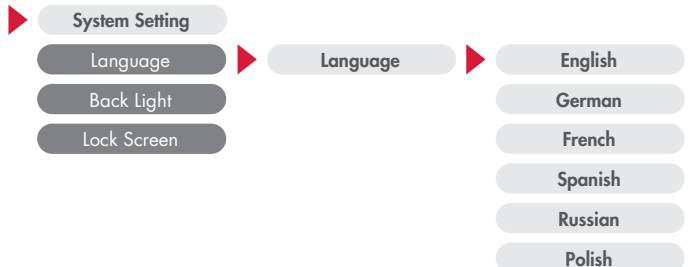 System Setting
Language
Back Light
Lock Screen
Language
English
German
French
Spanish
Russian
Polish